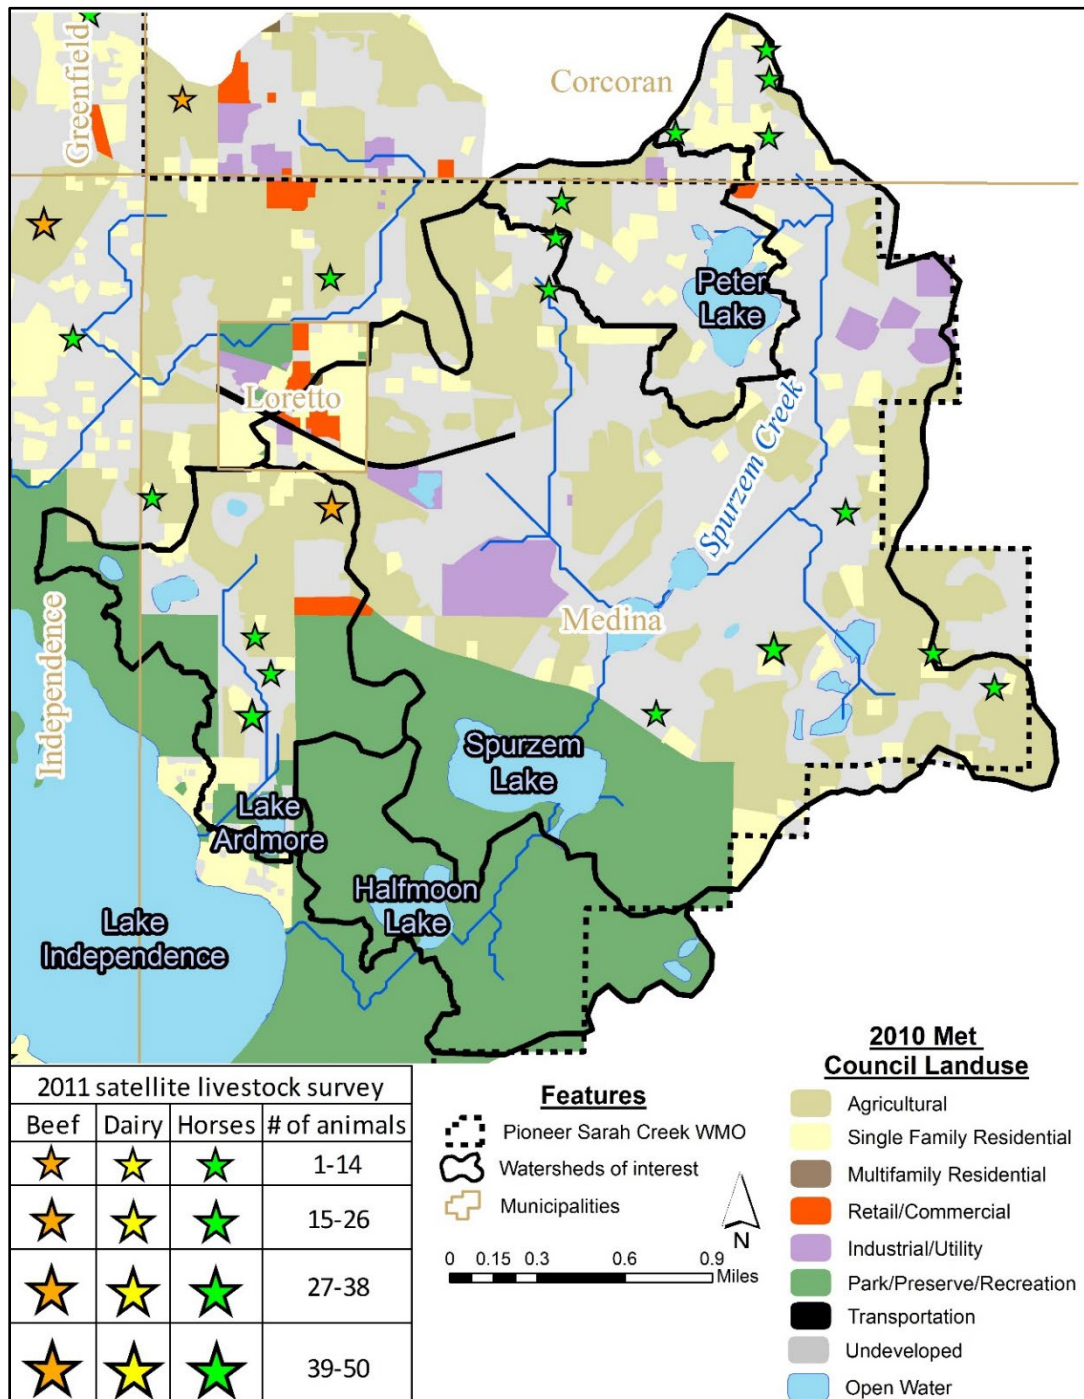 Greenfield
Corcoran
Peter
Lake
Loretto
Spurzem Creek
Medina
Independence
Spurzem
Lake
Lake
Ardmore
Halfmoon
Lake
Lake
Independence
2011 satellite livestock survey
Beef Dairy Horses # of animals
1-14
15-26
27-38
39-50
Features
Pioneer Sarah Creek WMO
Watersheds of interest
Municipalities
N
0 0.15 0.3 0.6 0.9
Miles
2010 Met
Council Landuse
Agricultural
Single Family Residential
Multifamily Residential
Retail/Commercial
Industrial/Utility
Park/Preserve/Recreation
Transportation
Undeveloped
Open Water